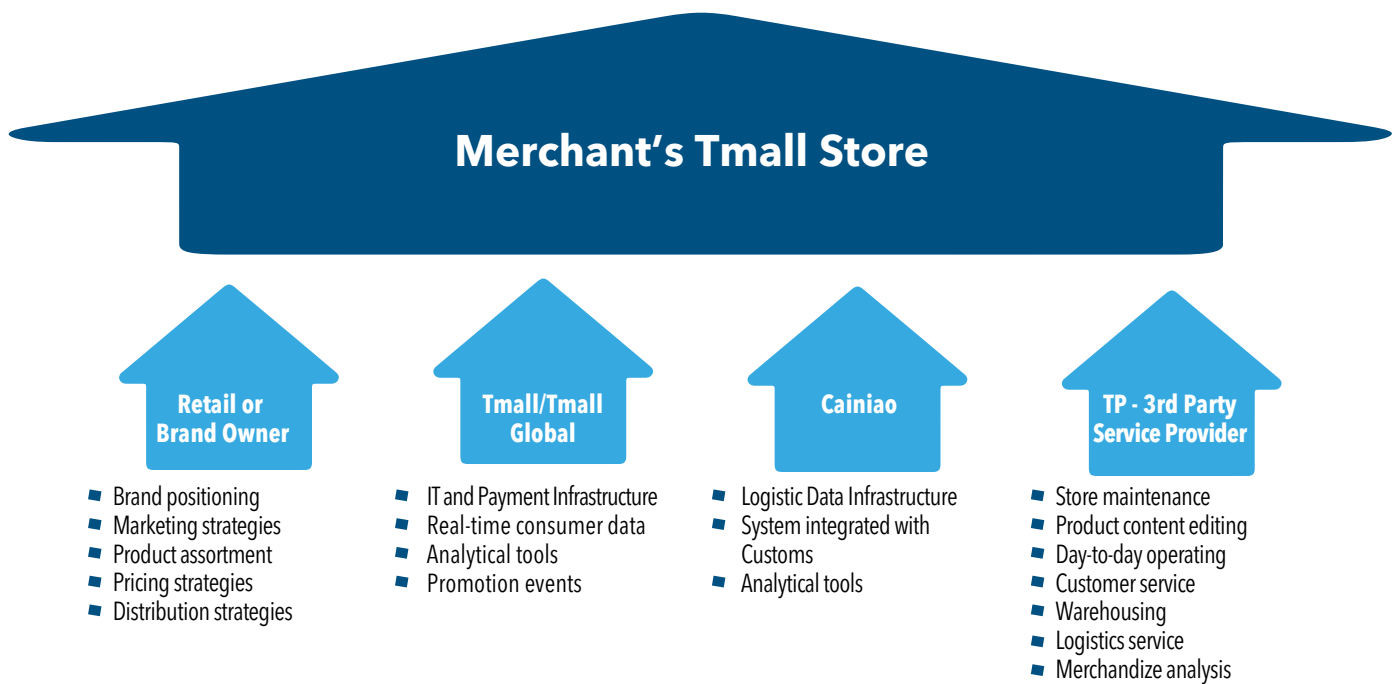 Merchant's Tmall Store
Retail or
Brand Owner
Brand positioning
Marketing strategies
Product assortment
Pricing strategies
Distribution strategies
Tmall/Tmall
Global
IT and Payment Infrastructure
Real-time consumer data
Analytical tools
Promotion events
Cainiao
Logistic Data Infrastructure
System integrated with
Customs
Analytical tools
TP - 3rd Party
Service Provider
Store maintenance
Product content editing
Day-to-day operating
Customer service
Warehousing
Logistics service
Merchandize analysis